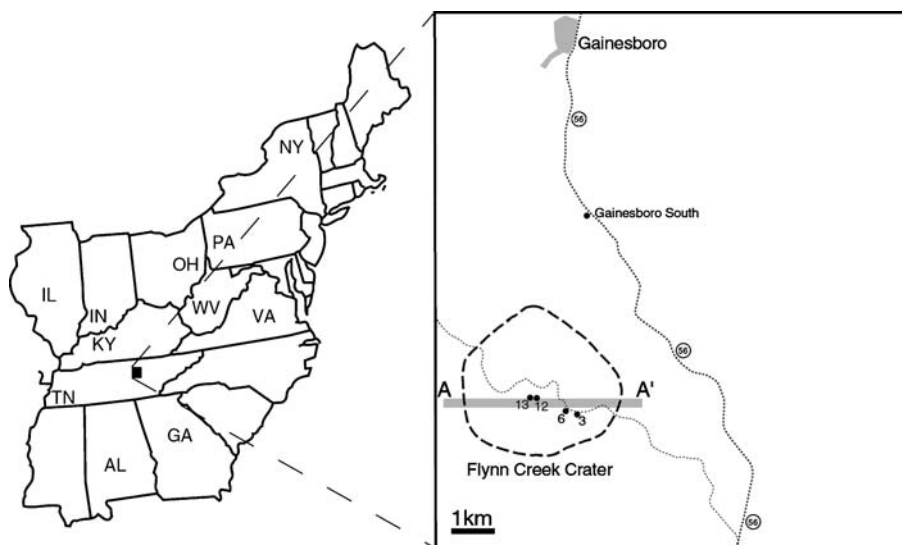 NY
PA
OH
IL
IN
WV
VA
KY
TN
GA
AL
Gainesboro
56
Gainesboro South
56
A A'
13 12
6 3
Flynn Creek Crater
1km
56